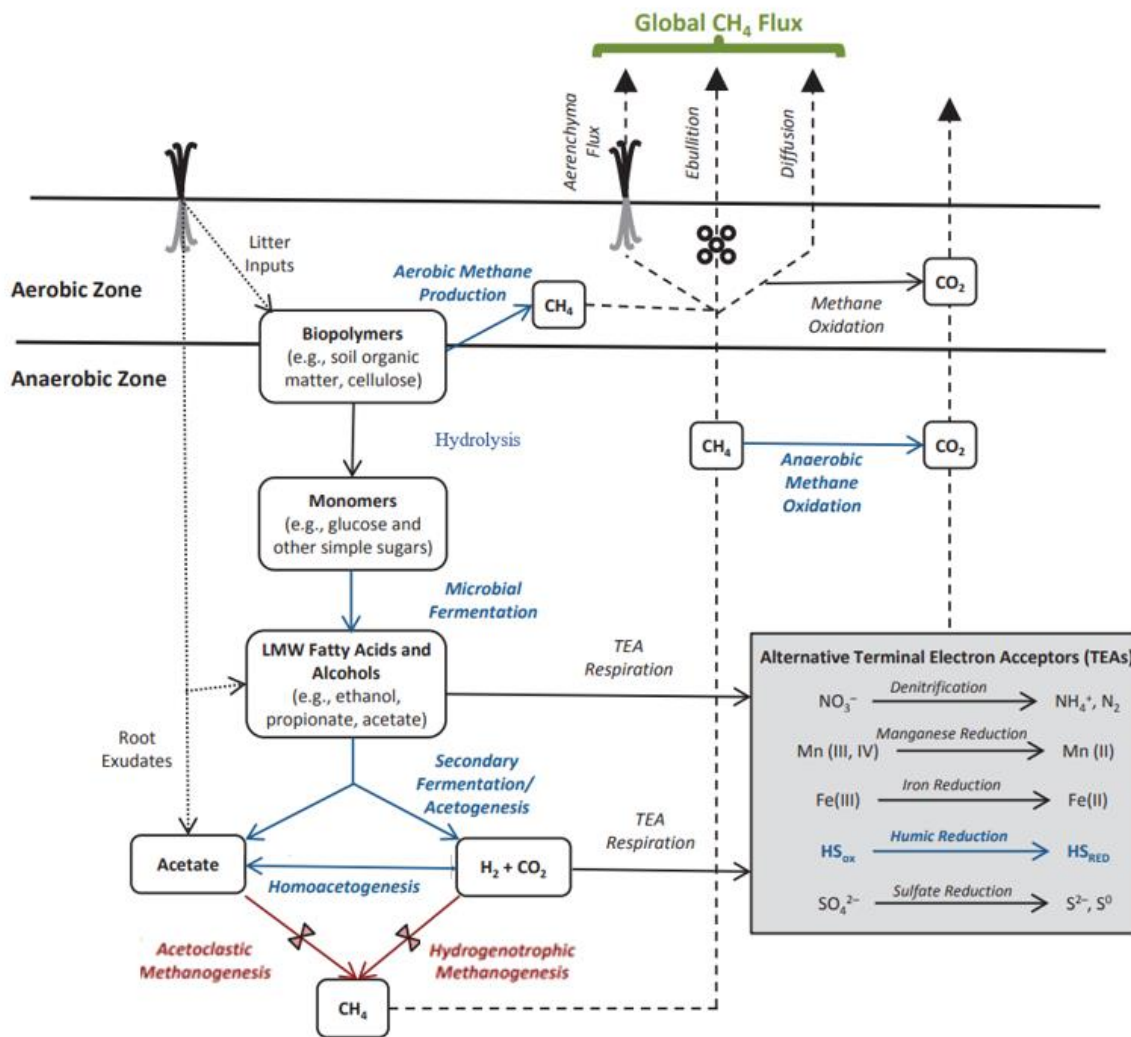 Global CH₄ Flux
Aerenchyma
Flux
Ebullition
Diffusion
Litter
Inputs
Aerobic Zone
Aerobic Methane
Production
CH₄
CO₂
Methane
Oxidation
Biopolymers
(e.g., soil organic
matter, cellulose)
Anaerobic Zone
Hydrolysis
CH₄
CO₂
Anaerobic
Methane
Oxidation
Monomers
(e.g., glucose and
other simple sugars)
Microbial
Fermentation
LMW Fatty Acids and
Alcohols
(e.g., ethanol,
propionate, acetate)
TEA
Respiration
Root
Exudates
Secondary
Fermentation/
Acetogenesis
TEA
Respiration
Acetate
H₂ + CO₂
Homoacetogenesis
Acetoclastic
Methanogenesis
Hydrogenotrophic
Methanogenesis
CH₄
Alternative Terminal Electron Acceptors (TEAs)
NO₃⁻ Denitrification NH₄⁺, N₂
Mn (III, IV) Manganese Reduction Mn (II)
Fe(III) Iron Reduction Fe(II)
HSox Humic Reduction HSRED
SO₄²⁻ Sulfate Reduction S²⁻, S⁰